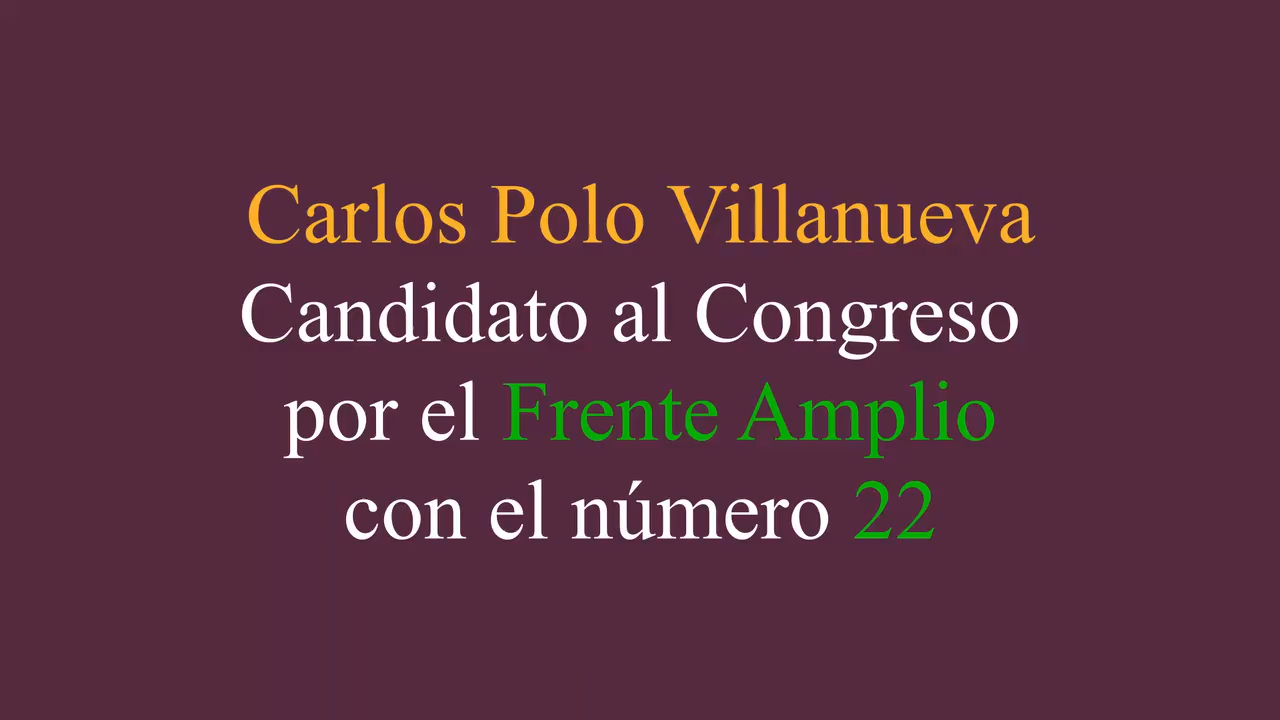 Carlos Polo Villanueva
Candidato al Congreso
por el Frente Amplio
con el número 22